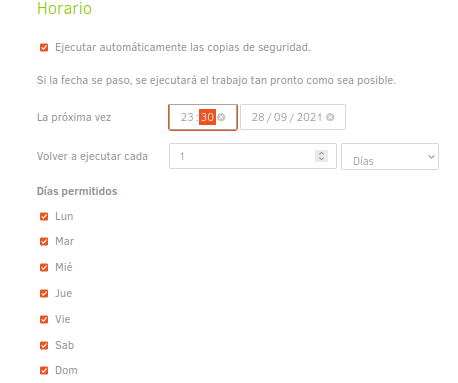 Horario
Ejecutar automáticamente las copias de seguridad.
Si la fecha se paso, se ejecutará el trabajo tan pronto como sea posible.
La próxima vez 23:30 28/09/2021
Volver a ejecutar cada 1 Días
Días permitidos
Lun
Mar
Mié
Jue
Vie
Sab
Dom